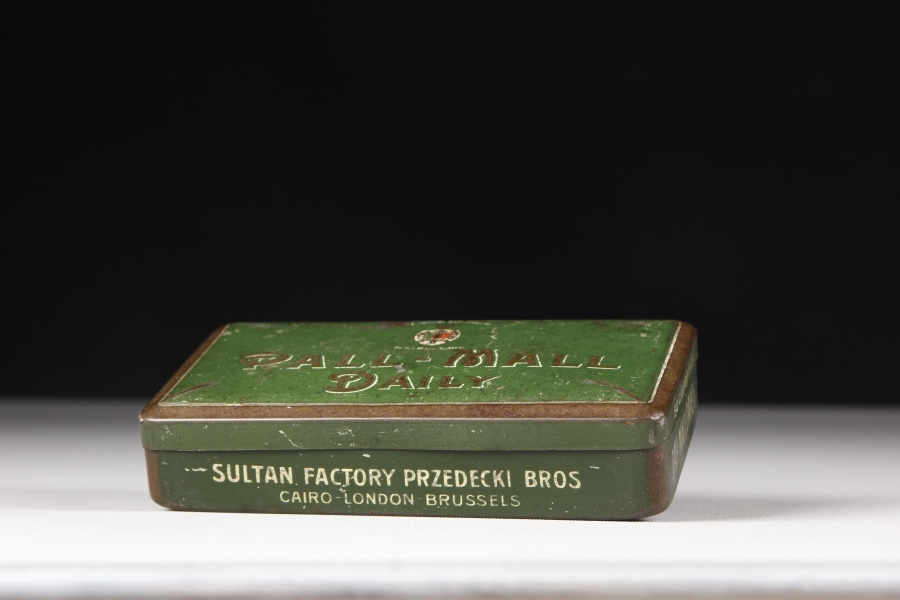 PALL-MALL
DAILY
SULTAN FACTORY PRZEDECKI BROS
CAIRO-LONDON-BRUSSELS